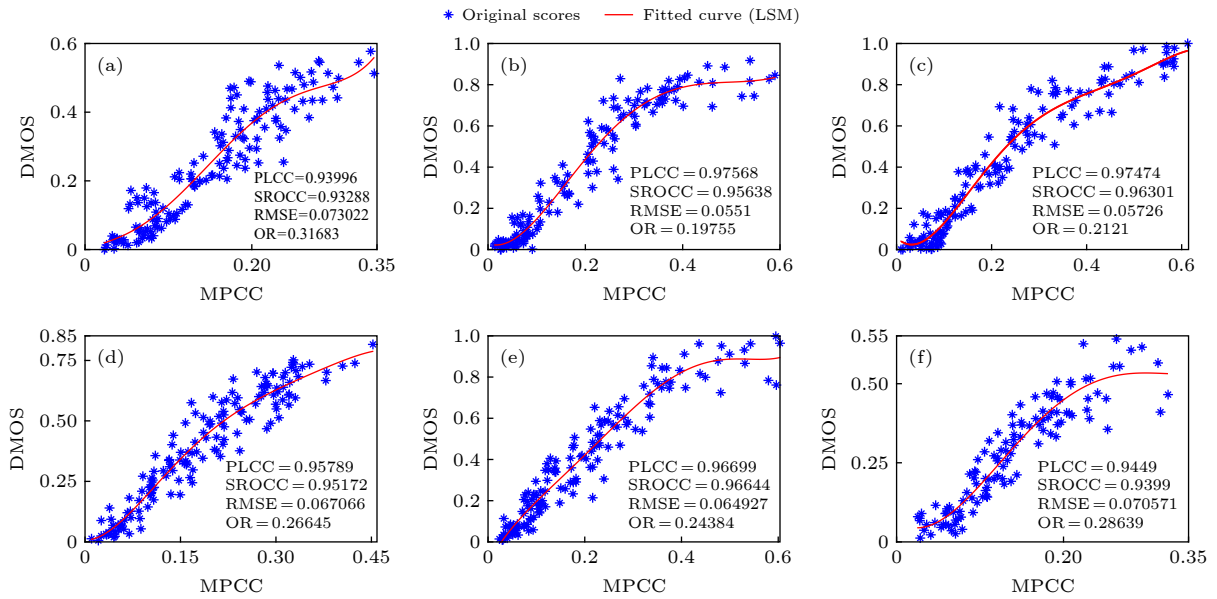 Original scores
Fitted curve (LSM)
(a)
0.6
0.4
0.2
0
DMOS
PLCC=0.93996
SROCC=0.93288
RMSE=0.073022
OR=0.31683
0
0.20
0.35
MPCC
(b)
1.0
0.8
0.6
0.4
0.2
0
DMOS
PLCC=0.97568
SROCC=0.95638
RMSE=0.0551
OR=0.19755
0
0.2
0.4
0.6
MPCC
(c)
1.0
0.8
0.6
0.4
0.2
0
DMOS
PLCC=0.97474
SROCC=0.96301
RMSE=0.05726
OR=0.2121
0
0.2
0.4
0.6
MPCC
(d)
0.85
0.75
0.50
0.25
0
DMOS
PLCC=0.95789
SROCC=0.95172
RMSE=0.067066
OR=0.26645
0
0.15
0.30
0.45
MPCC
(e)
1.0
0.8
0.6
0.4
0.2
0
DMOS
PLCC=0.96699
SROCC=0.96644
RMSE=0.064927
OR=0.24384
0
0.2
0.4
0.6
MPCC
(f)
0.55
0.25
0
DMOS
PLCC=0.9449
SROCC=0.9399
RMSE=0.070571
OR=0.28639
0
0.20
0.35
MPCC